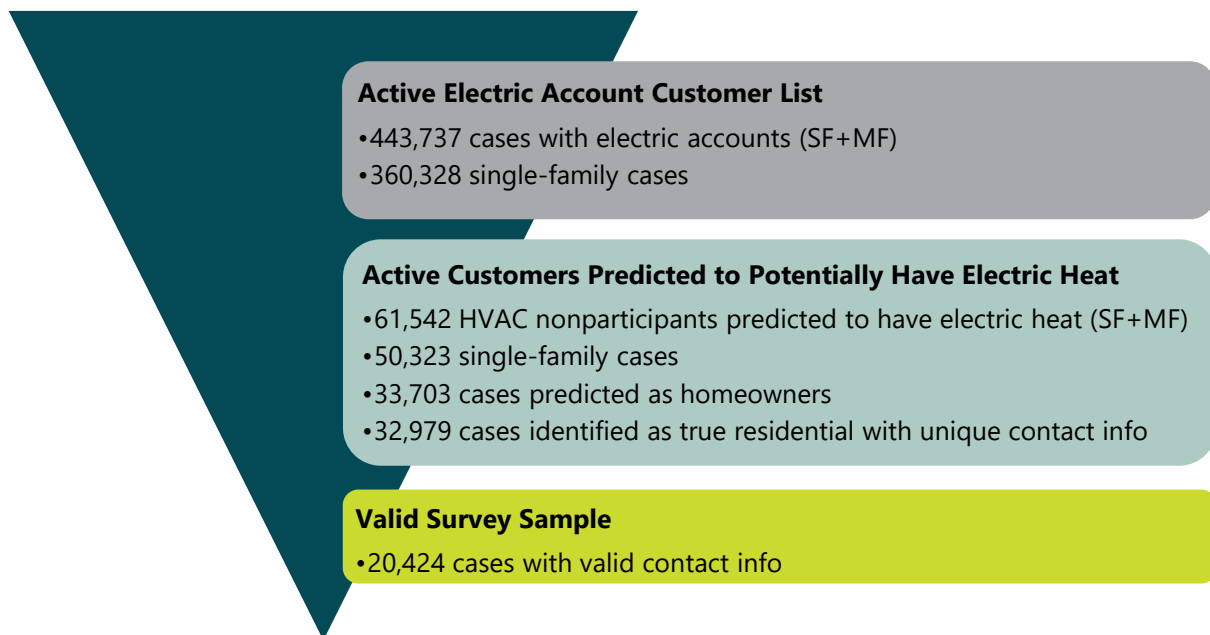 Active Electric Account Customer List
•443,737 cases with electric accounts (SF+MF)
•360,328 single-family cases
Active Customers Predicted to Potentially Have Electric Heat
•61,542 HVAC nonparticipants predicted to have electric heat (SF+MF)
•50,323 single-family cases
•33,703 cases predicted as homeowners
•32,979 cases identified as true residential with unique contact info
Valid Survey Sample
•20,424 cases with valid contact info